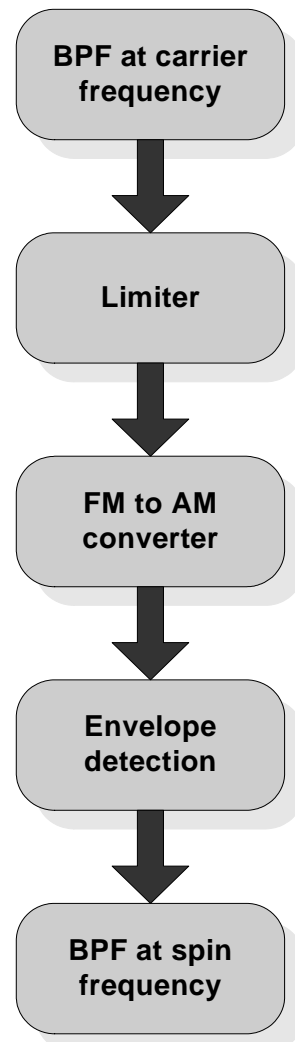 BPF at carrier
frequency
Limiter
FM to AM
converter
Envelope
detection
BPF at spin
frequency